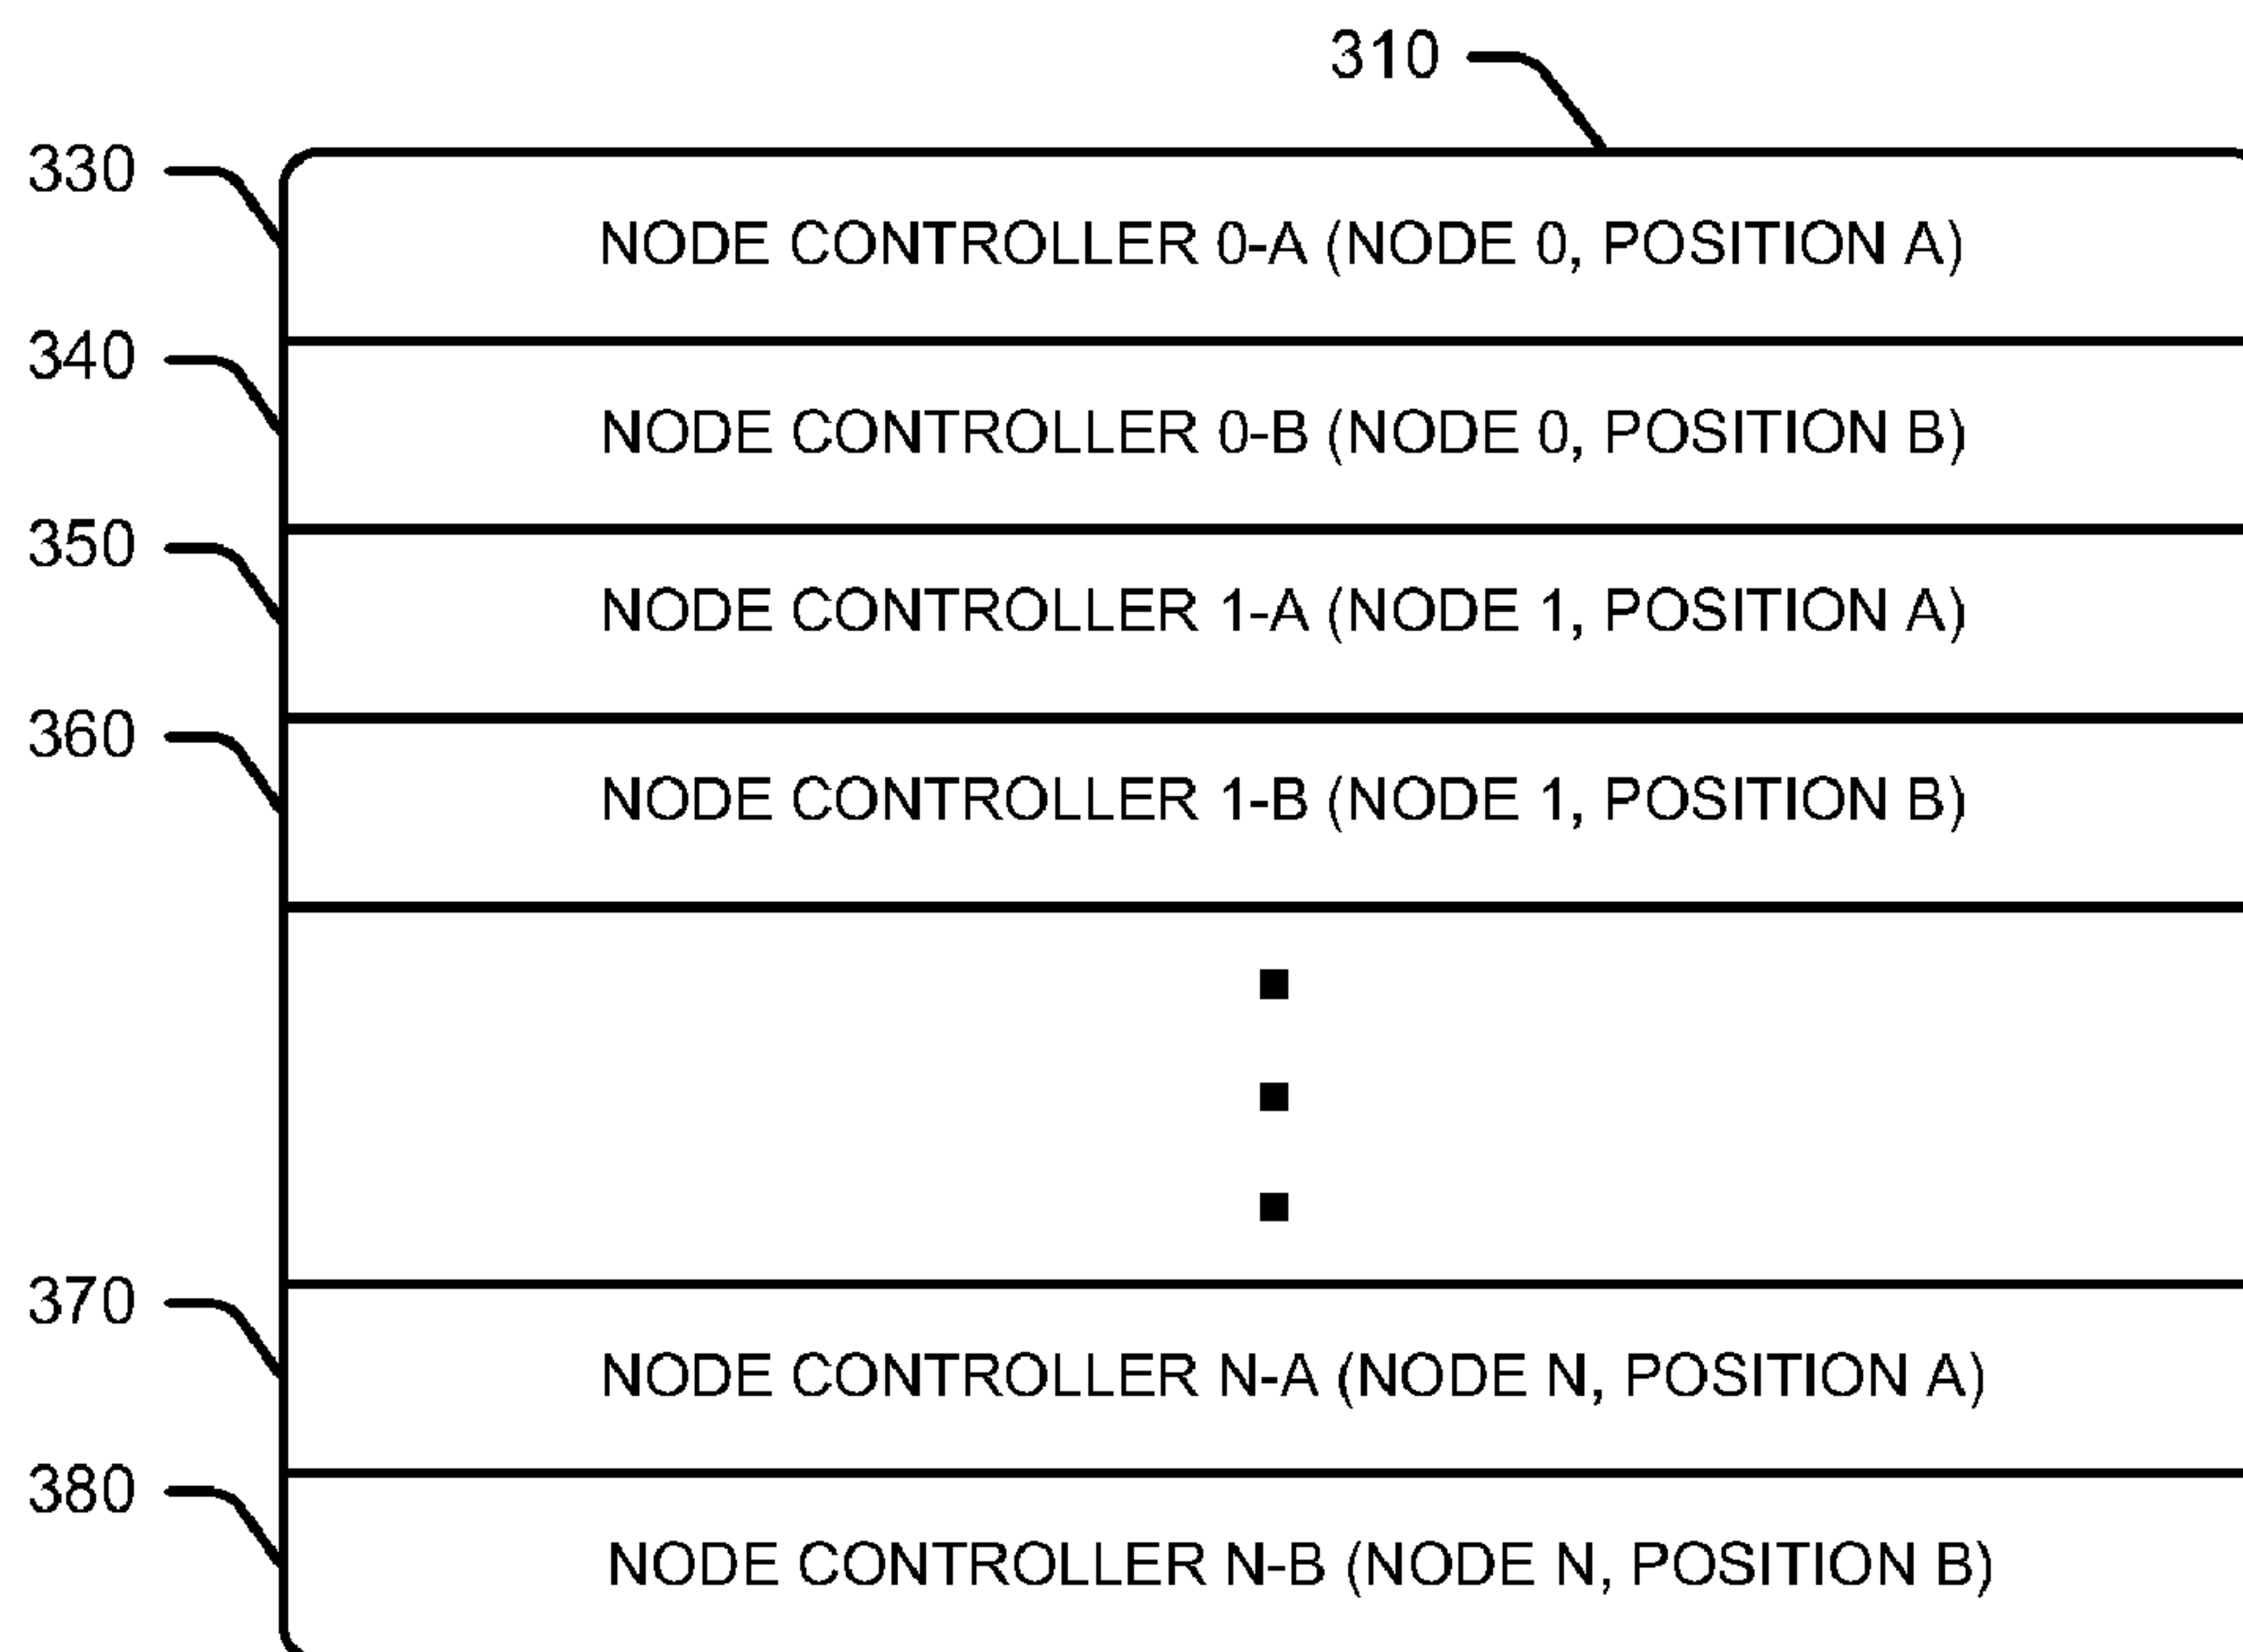 310
330
NODE CONTROLLER 0-A (NODE 0, POSITION A)
340
NODE CONTROLLER 0-B (NODE 0, POSITION B)
350
NODE CONTROLLER 1-A (NODE 1, POSITION A)
360
NODE CONTROLLER 1-B (NODE 1, POSITION B)
370
NODE CONTROLLER N-A (NODE N, POSITION A)
380
NODE CONTROLLER N-B (NODE N, POSITION B)